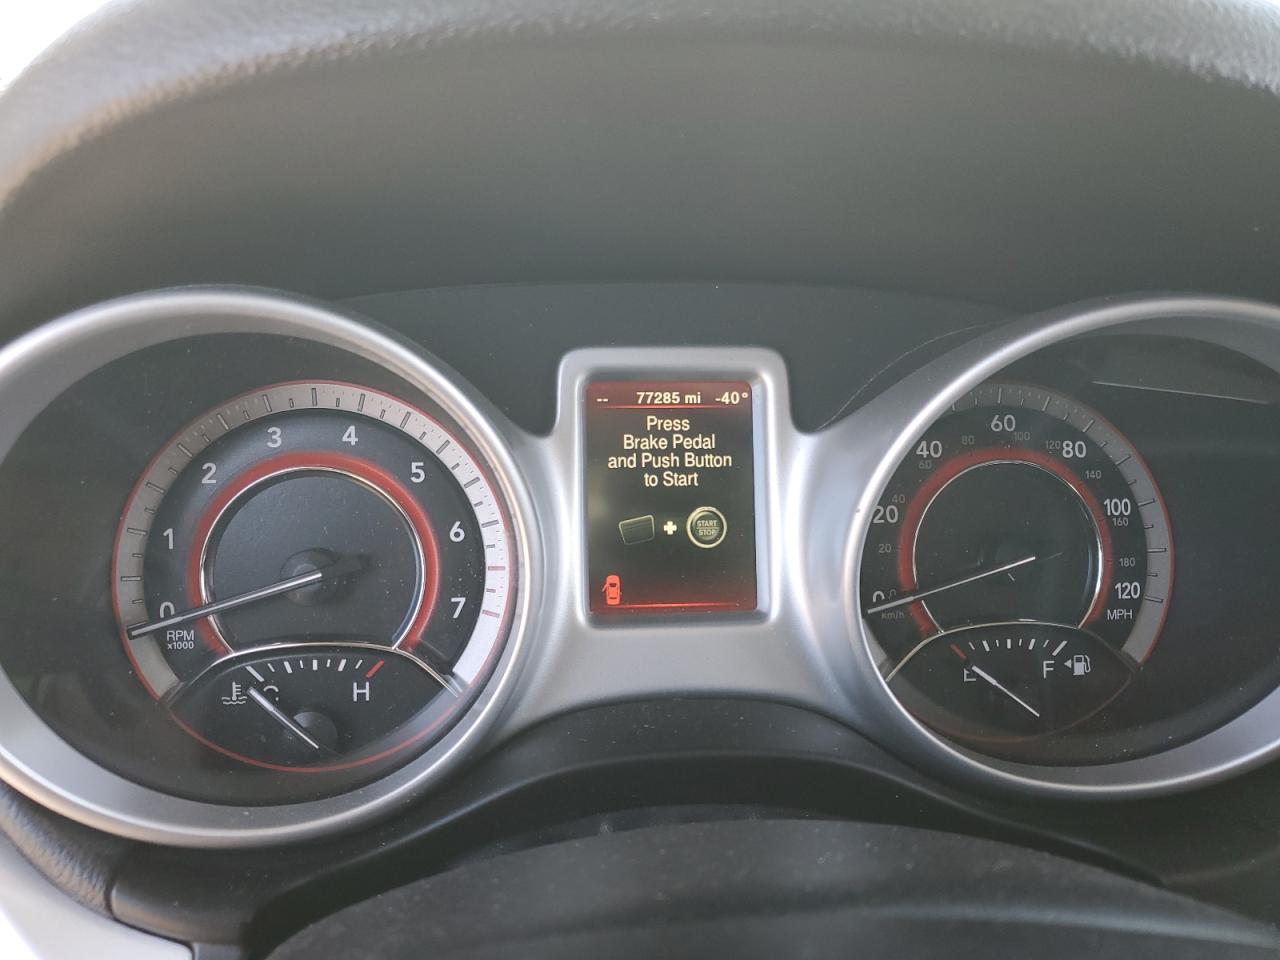 -- 77285 mi -40°
Press
Brake Pedal
and Push Button
to Start
START
STOP
0
1
2
3
4
5
6
7
RPM
x1000
H
0
20
40
60
80
100
120
MPH
0
20
40
60
80
100
120
140
160
180
km/h
E
F